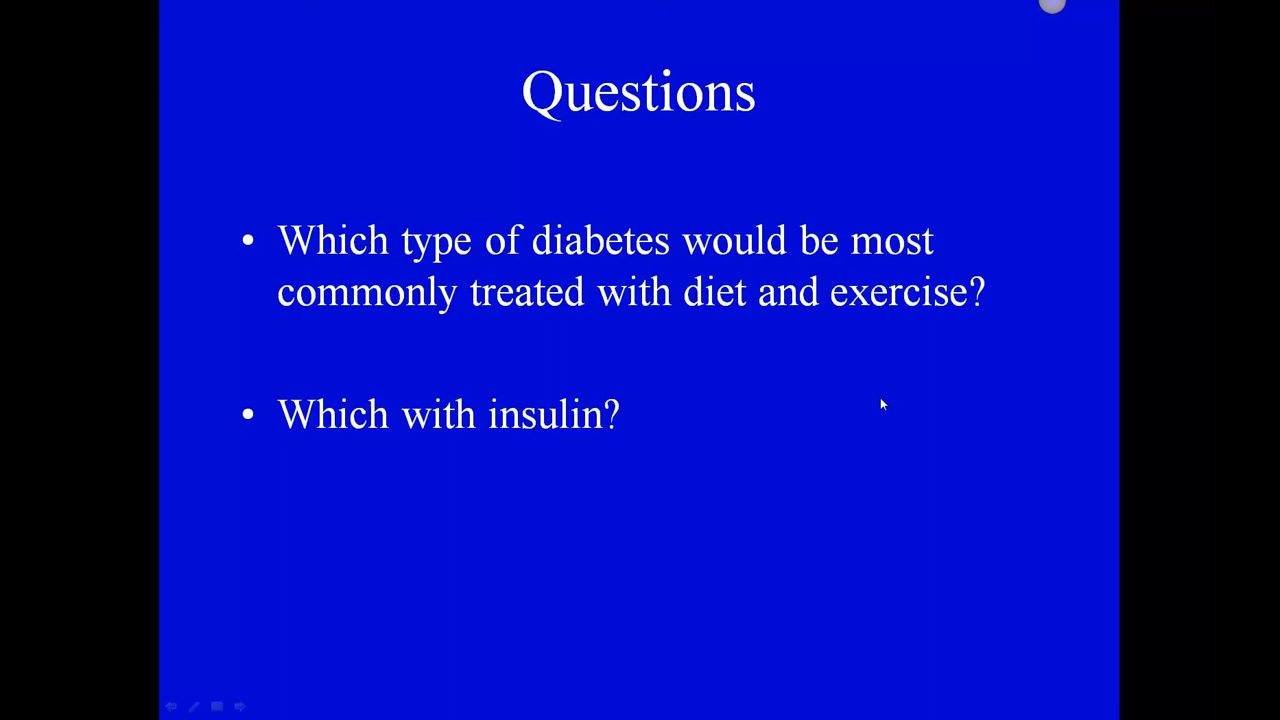 Questions
• Which type of diabetes would be most
commonly treated with diet and exercise?
• Which with insulin?